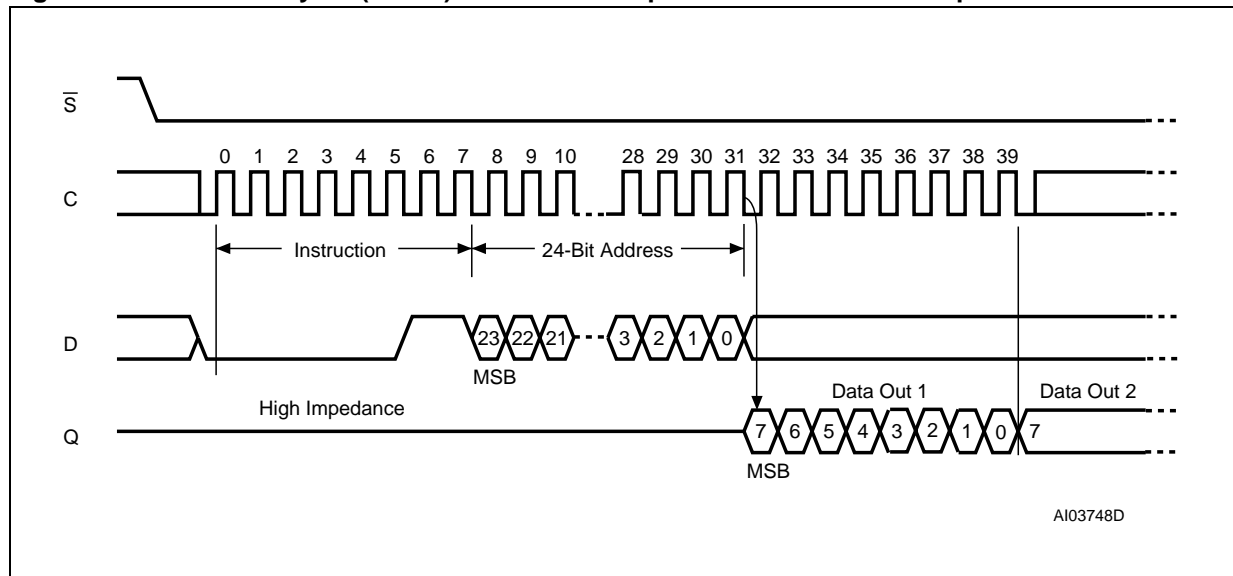 S̅
0 1 2 3 4 5 6 7 8 9 10 28 29 30 31 32 33 34 35 36 37 38 39
C
Instruction 24-Bit Address
D 23 22 21 3 2 1 0
MSB
High Impedance Data Out 1 Data Out 2
Q 7 6 5 4 3 2 1 0 7
MSB
AI03748D